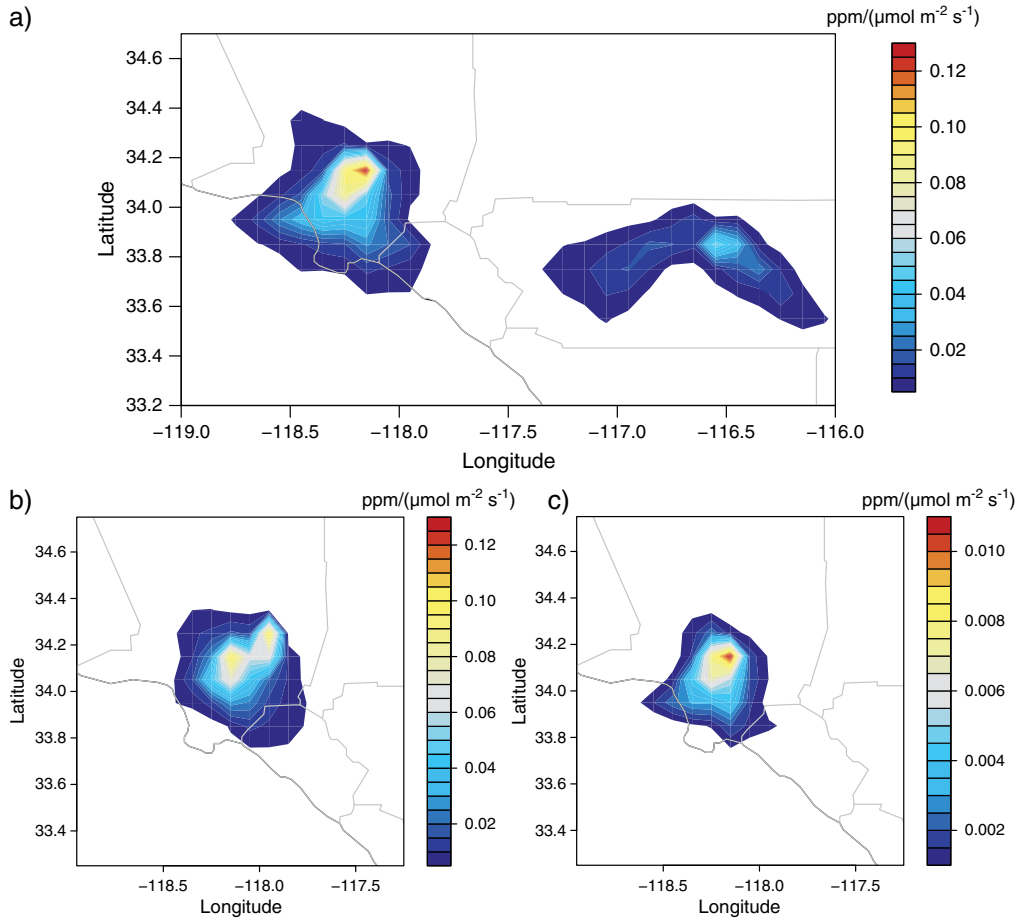 a)
ppm/(µmol m⁻² s⁻¹)
34.6
34.4
34.2
34.0
33.8
33.6
33.4
33.2
Latitude
−119.0 −118.5 −118.0 −117.5 −117.0 −116.5 −116.0
Longitude
0.12
0.10
0.08
0.06
0.04
0.02
b)
ppm/(µmol m⁻² s⁻¹)
34.6
34.4
34.2
34.0
33.8
33.6
33.4
Latitude
−118.5 −118.0 −117.5
Longitude
0.12
0.10
0.08
0.06
0.04
0.02
c)
ppm/(µmol m⁻² s⁻¹)
34.6
34.4
34.2
34.0
33.8
33.6
33.4
Latitude
−118.5 −118.0 −117.5
Longitude
0.010
0.008
0.006
0.004
0.002